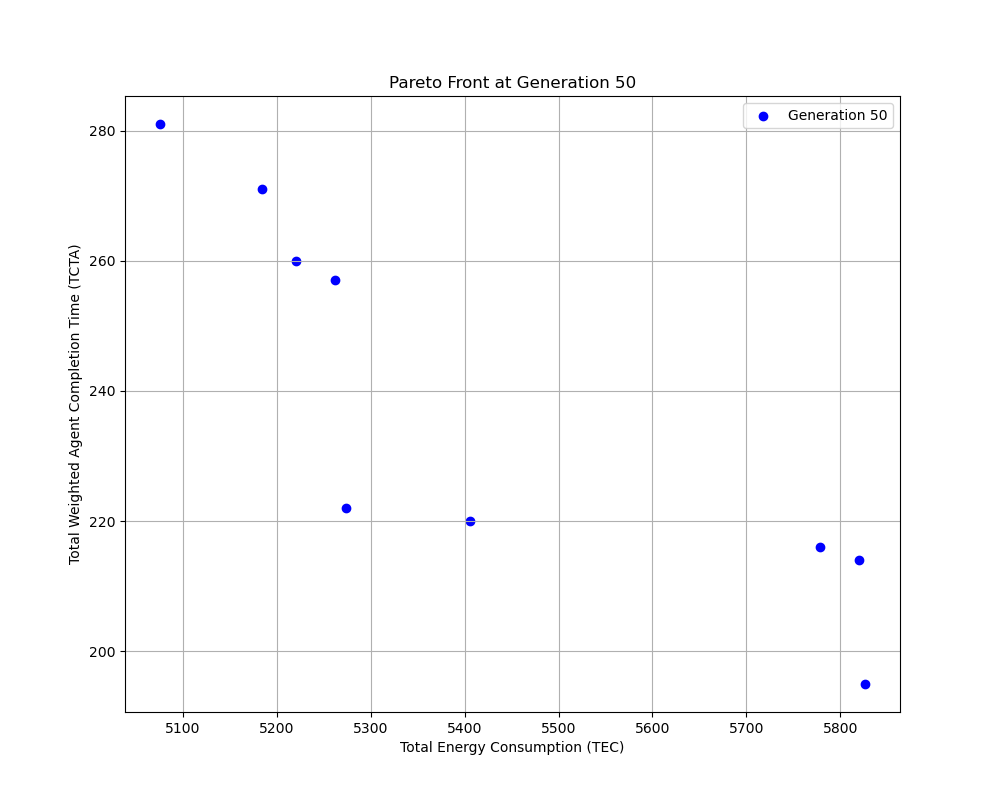 Pareto Front at Generation 50
Generation 50
Total Weighted Agent Completion Time (TCTA)
280
260
240
220
200
5100 5200 5300 5400 5500 5600 5700 5800
Total Energy Consumption (TEC)